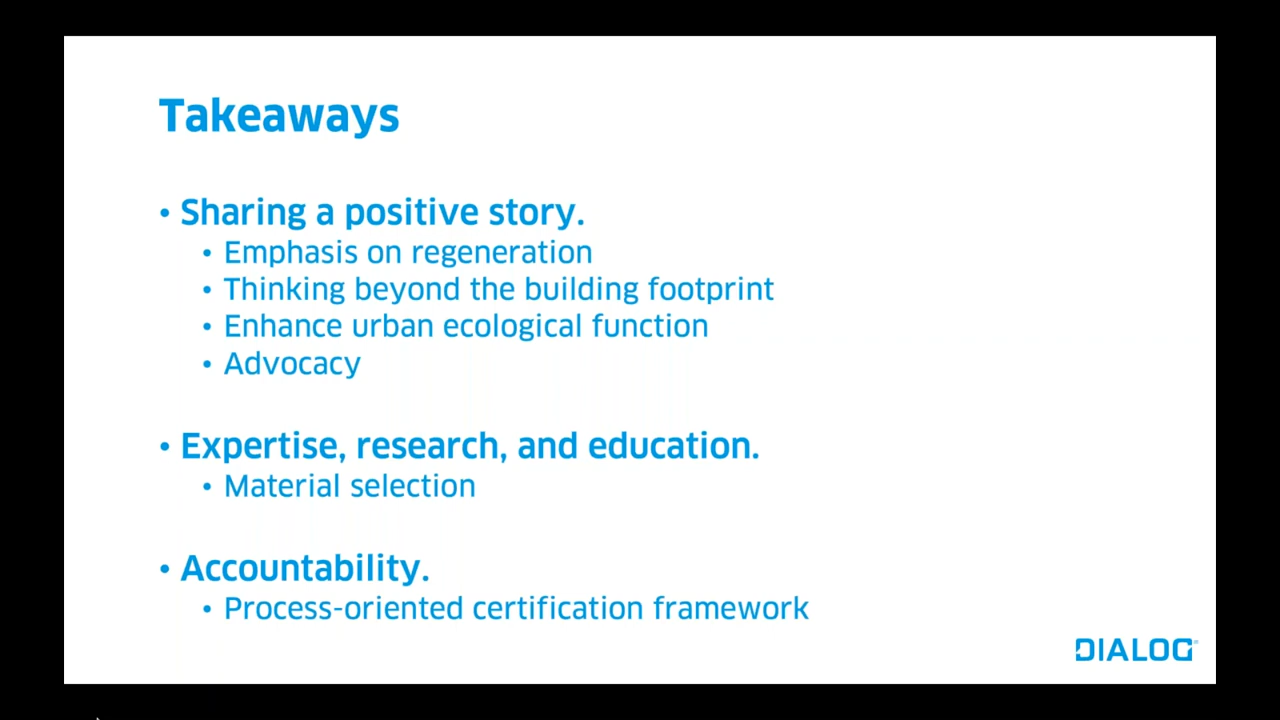 Takeaways
• Sharing a positive story.
• Emphasis on regeneration
• Thinking beyond the building footprint
• Enhance urban ecological function
• Advocacy
• Expertise, research, and education.
• Material selection
• Accountability.
• Process-oriented certification framework
DIALOG®